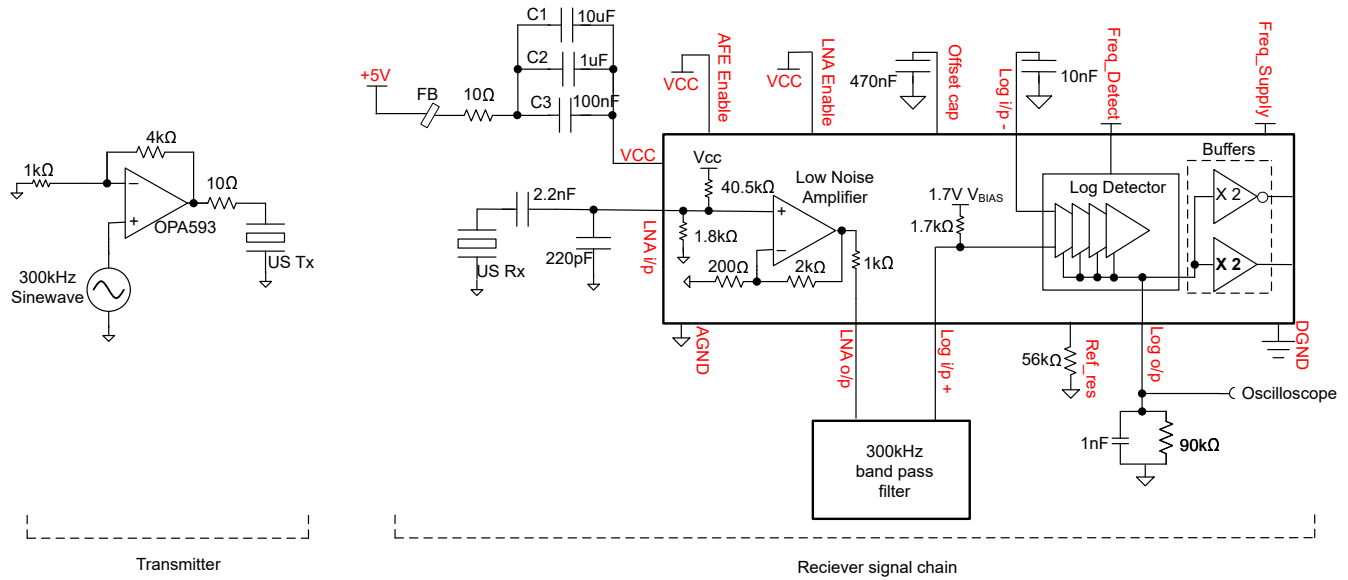 C1
10uF
C2
1uF
C3
100nF
+5V
FB
10Ω
VCC
AFE Enable
VCC
LNA Enable
470nF
Offset cap
Log i/p -
10nF
Freq_Detect
Freq_Supply
VCC
4kΩ
1kΩ
10Ω
OPA593
US Tx
300kHz
Sinewave
2.2nF
US Rx
220pF
LNA i/p
Vcc
40.5kΩ
1.8kΩ
Low Noise
Amplifier
200Ω
2kΩ
1kΩ
1.7V VBIAS
1.7kΩ
Log Detector
Buffers
X 2
X 2
AGND
LNA o/p
Log i/p +
56kΩ
Ref_res
Log o/p
DGND
Oscilloscope
1nF
90kΩ
300kHz
band pass
filter
Transmitter
Reciever signal chain